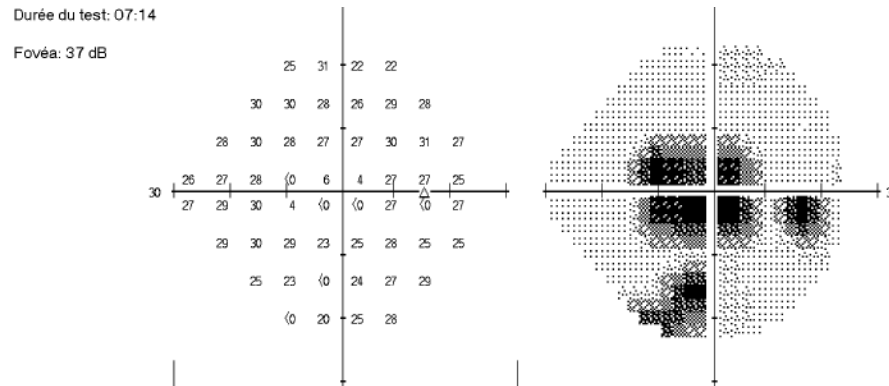 Durée du test: 07:14
Fovéa: 37 dB
25 31 22 22
30 30 28 26 29 28
28 30 28 27 27 30 31 27
26 27 28 <0 6 4 27 27 25
30
27 29 30 4 <0 <0 27 <0 27
29 30 29 23 25 28 25 25
25 23 <0 24 27 29
<0 20 25 28